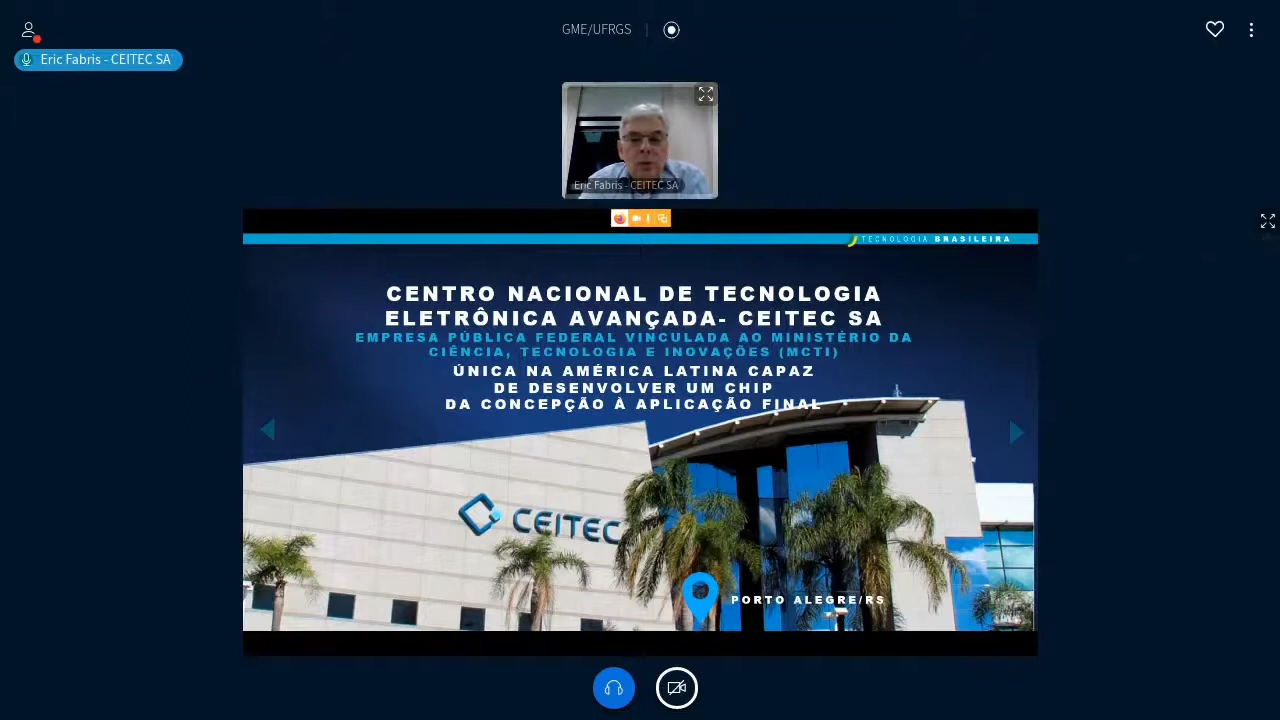 GME/UFRGS
Eric Fabris - CEITEC SA
Eric Fabris - CEITEC SA
TECNOLOGIA BRASILEIRA
CENTRO NACIONAL DE TECNOLOGIA
ELETRÔNICA AVANÇADA- CEITEC SA
EMPRESA PÚBLICA FEDERAL VINCULADA AO MINISTÉRIO DA
CIÊNCIA, TECNOLOGIA E INOVAÇÕES (MCTI)
ÚNICA NA AMÉRICA LATINA CAPAZ
DE DESENVOLVER UM CHIP
DA CONCEPÇÃO À APLICAÇÃO FINAL
CEITEC
PORTO ALEGRE/RS